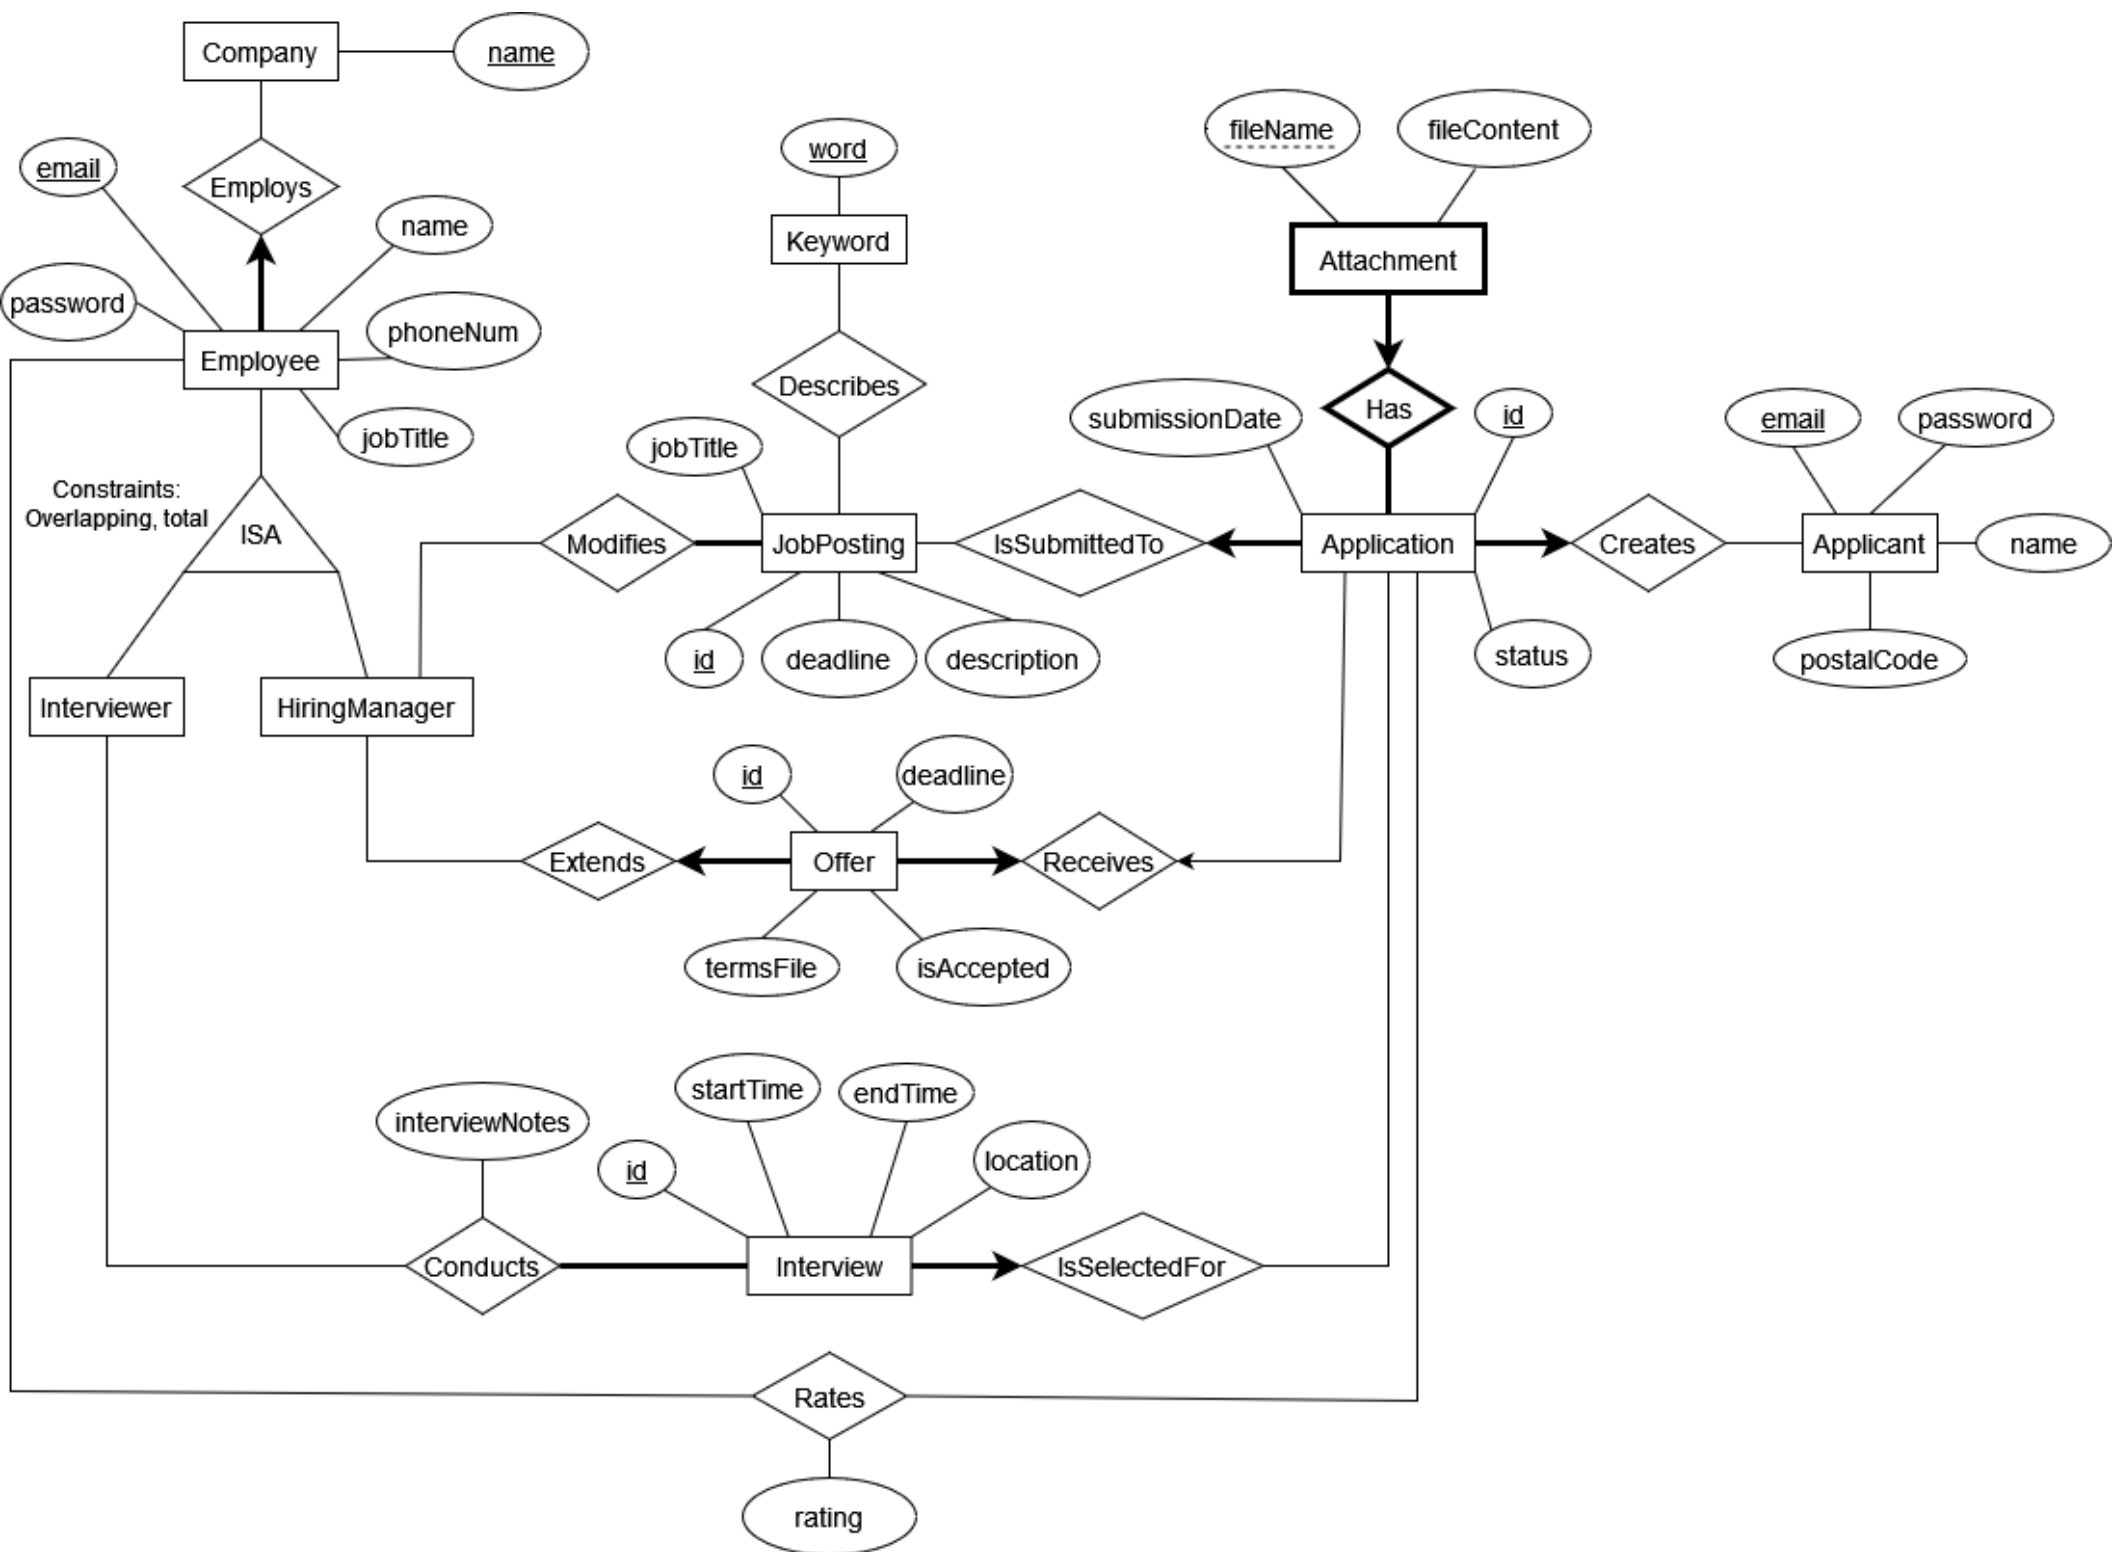 Company
name
email
Employs
name
password
phoneNum
Employee
jobTitle
Constraints:
Overlapping, total
ISA
Interviewer
HiringManager
word
Keyword
Describes
jobTitle
Modifies
JobPosting
IsSubmittedTo
id
deadline
description
fileName
fileContent
Attachment
Has
submissionDate
id
Application
status
Creates
email
password
Applicant
name
postalCode
id
deadline
Extends
Offer
Receives
termsFile
isAccepted
interviewNotes
startTime
endTime
id
location
Conducts
Interview
IsSelectedFor
Rates
rating